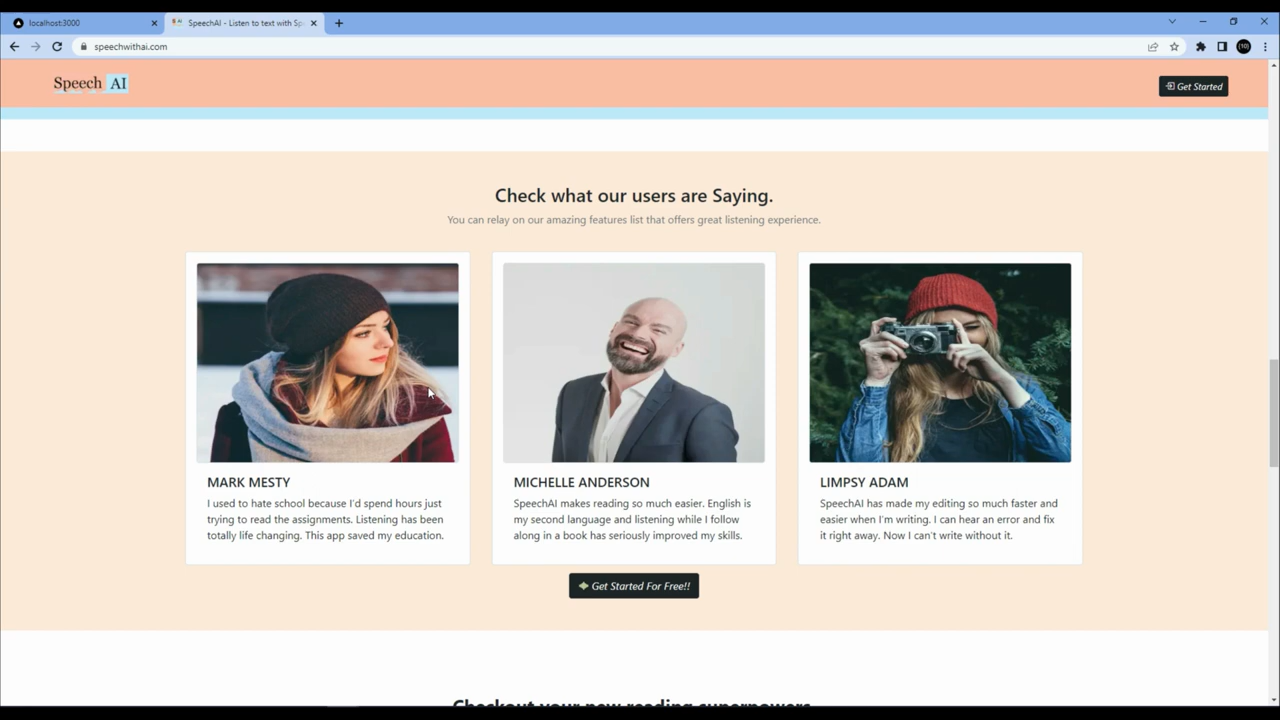 localhost:3000
SpeechAI - Listen to text with Sp
speechwithai.com
Speech AI
Get Started
Check what our users are Saying.
You can relay on our amazing features list that offers great listening experience.
MARK MESTY
I used to hate school because I'd spend hours just
trying to read the assignments. Listening has been
totally life changing. This app saved my education.
MICHELLE ANDERSON
SpeechAI makes reading so much easier. English is
my second language and listening while I follow
along in a book has seriously improved my skills.
LIMPSY ADAM
SpeechAI has made my editing so much faster and
easier when I'm writing. I can hear an error and fix
it right away. Now I can't write without it.
Get Started For Free!!
Checkout your new reading superpowers